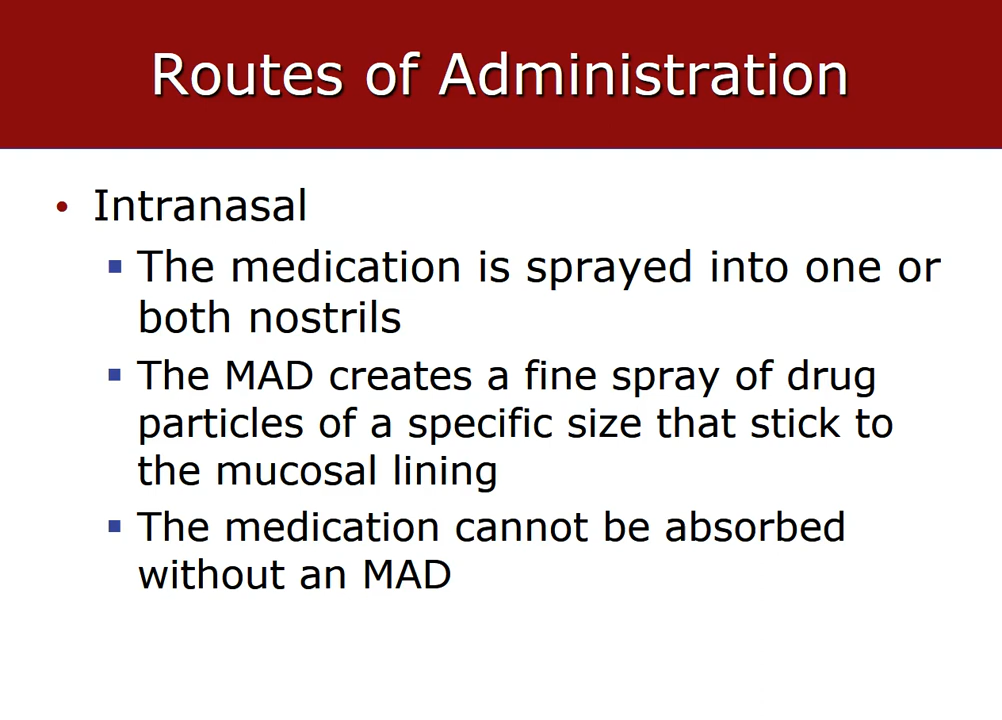 Routes of Administration
• Intranasal
▪ The medication is sprayed into one or
both nostrils
▪ The MAD creates a fine spray of drug
particles of a specific size that stick to
the mucosal lining
▪ The medication cannot be absorbed
without an MAD